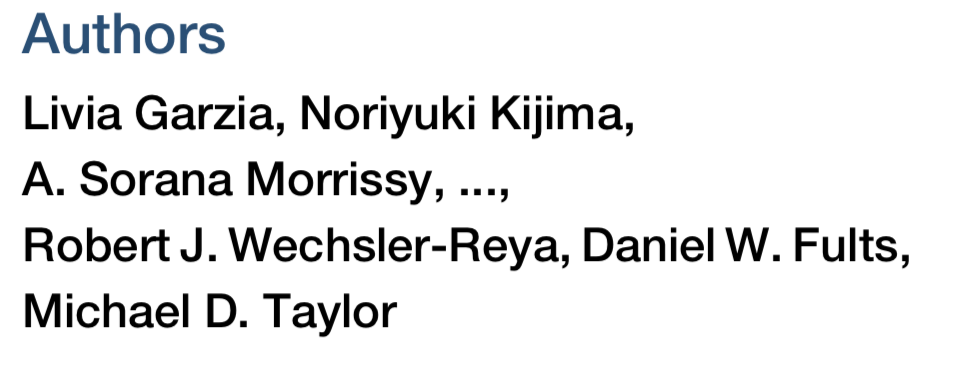 Authors
Livia Garzia, Noriyuki Kijima,
A. Sorana Morrissy, ...,
Robert J. Wechsler-Reya, Daniel W. Fults,
Michael D. Taylor